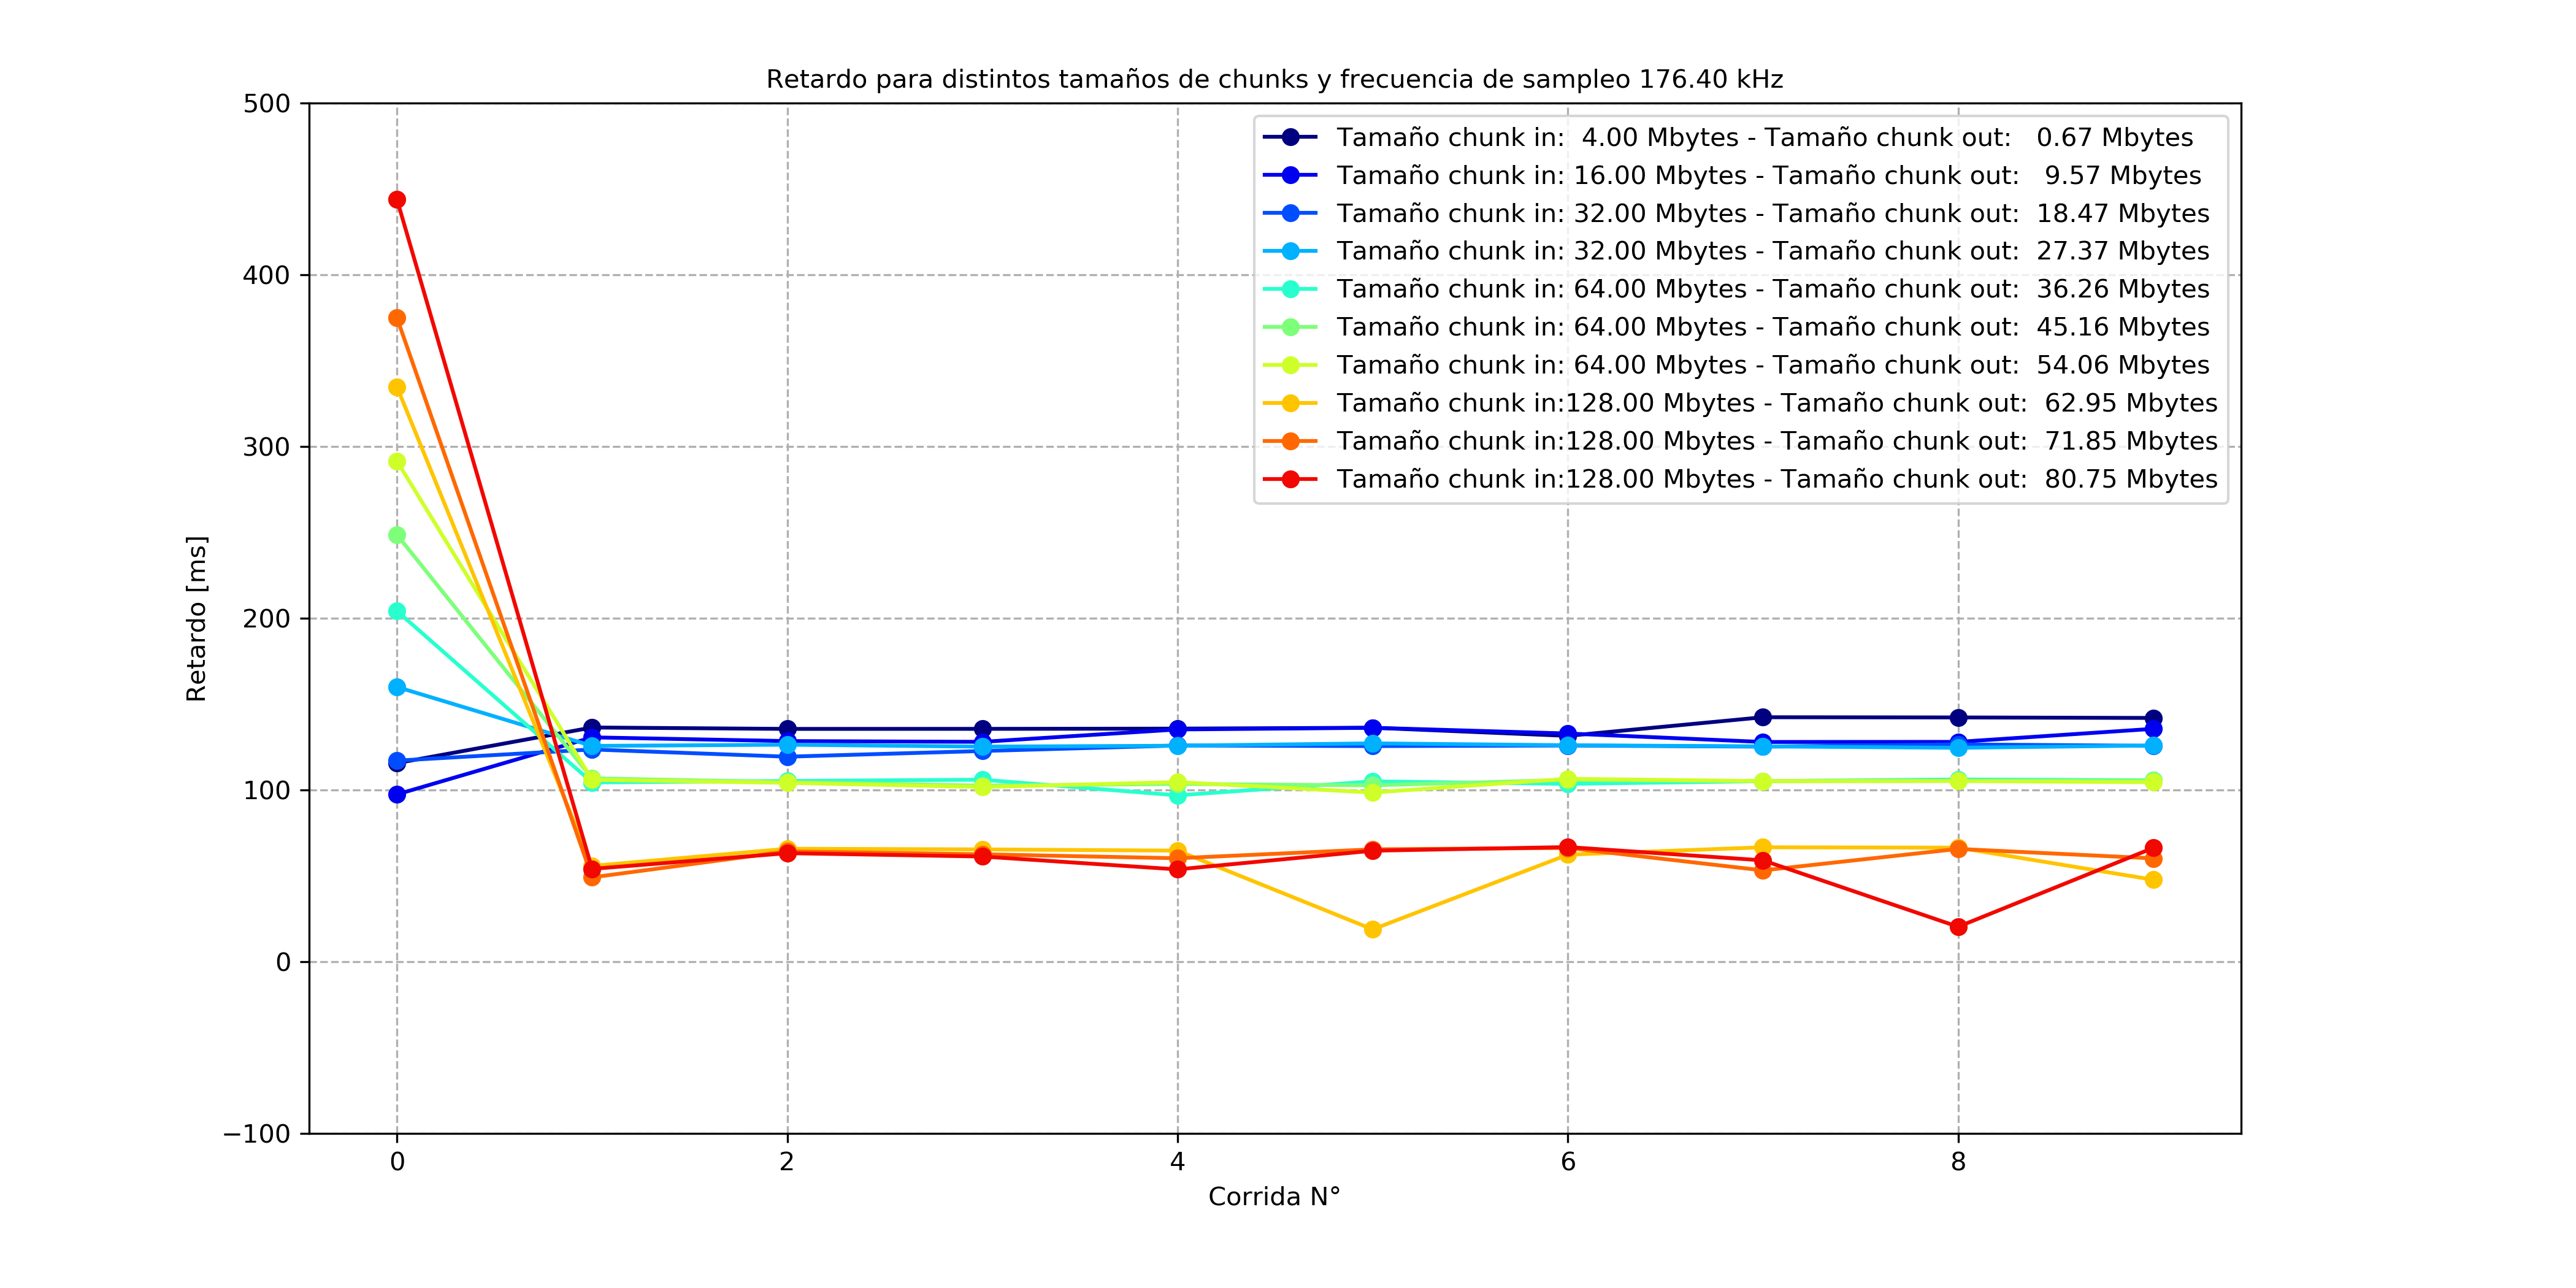 Retardo para distintos tamaños de chunks y frecuencia de sampleo 176.40 kHz
500
400
300
200
100
0
−100
Retardo [ms]
Tamaño chunk in:  4.00 Mbytes - Tamaño chunk out:   0.67 Mbytes
Tamaño chunk in: 16.00 Mbytes - Tamaño chunk out:   9.57 Mbytes
Tamaño chunk in: 32.00 Mbytes - Tamaño chunk out:  18.47 Mbytes
Tamaño chunk in: 32.00 Mbytes - Tamaño chunk out:  27.37 Mbytes
Tamaño chunk in: 64.00 Mbytes - Tamaño chunk out:  36.26 Mbytes
Tamaño chunk in: 64.00 Mbytes - Tamaño chunk out:  45.16 Mbytes
Tamaño chunk in: 64.00 Mbytes - Tamaño chunk out:  54.06 Mbytes
Tamaño chunk in:128.00 Mbytes - Tamaño chunk out:  62.95 Mbytes
Tamaño chunk in:128.00 Mbytes - Tamaño chunk out:  71.85 Mbytes
Tamaño chunk in:128.00 Mbytes - Tamaño chunk out:  80.75 Mbytes
0 2 4 6 8
Corrida N°